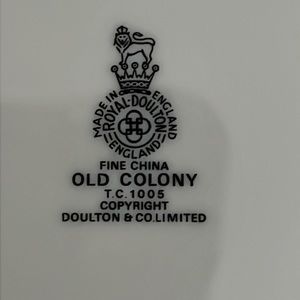 MADE IN ENGLAND
ROYAL DOULTON
ENGLAND
FINE CHINA
OLD COLONY
T.C.1005
COPYRIGHT
DOULTON & CO.LIMITED